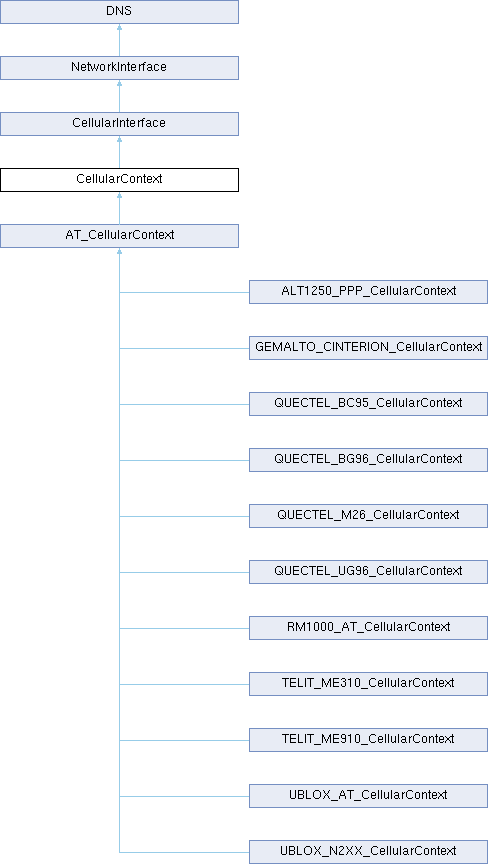 DNS
NetworkInterface
CellularInterface
CellularContext
AT_CellularContext
ALT1250_PPP_CellularContext
GEMALTO_CINTERION_CellularContext
QUECTEL_BC95_CellularContext
QUECTEL_BG96_CellularContext
QUECTEL_M26_CellularContext
QUECTEL_UG96_CellularContext
RM1000_AT_CellularContext
TELIT_ME310_CellularContext
TELIT_ME910_CellularContext
UBLOX_AT_CellularContext
UBLOX_N2XX_CellularContext